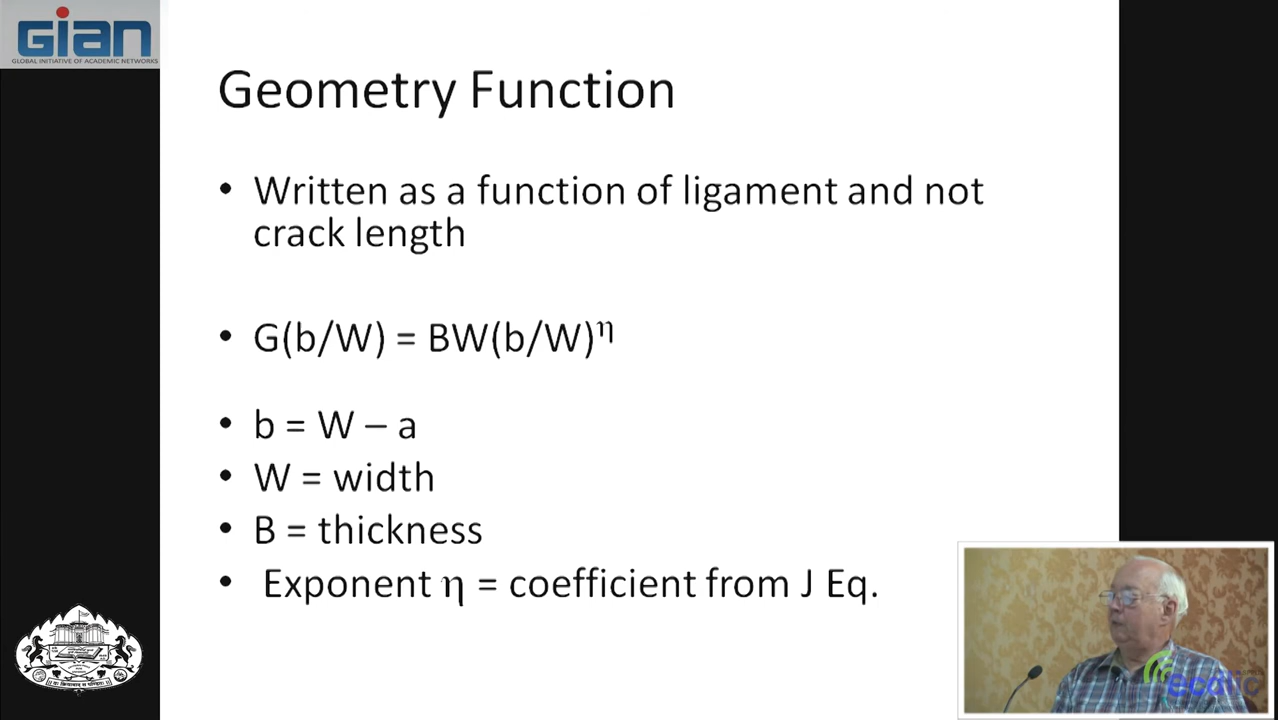 Gian
GLOBAL INITIATIVE OF ACADEMIC NETWORKS
Geometry Function
• Written as a function of ligament and not
crack length
• G(b/W) = BW(b/W)^η
• b = W – a
• W = width
• B = thickness
• Exponent η = coefficient from J Eq.
ecdlic